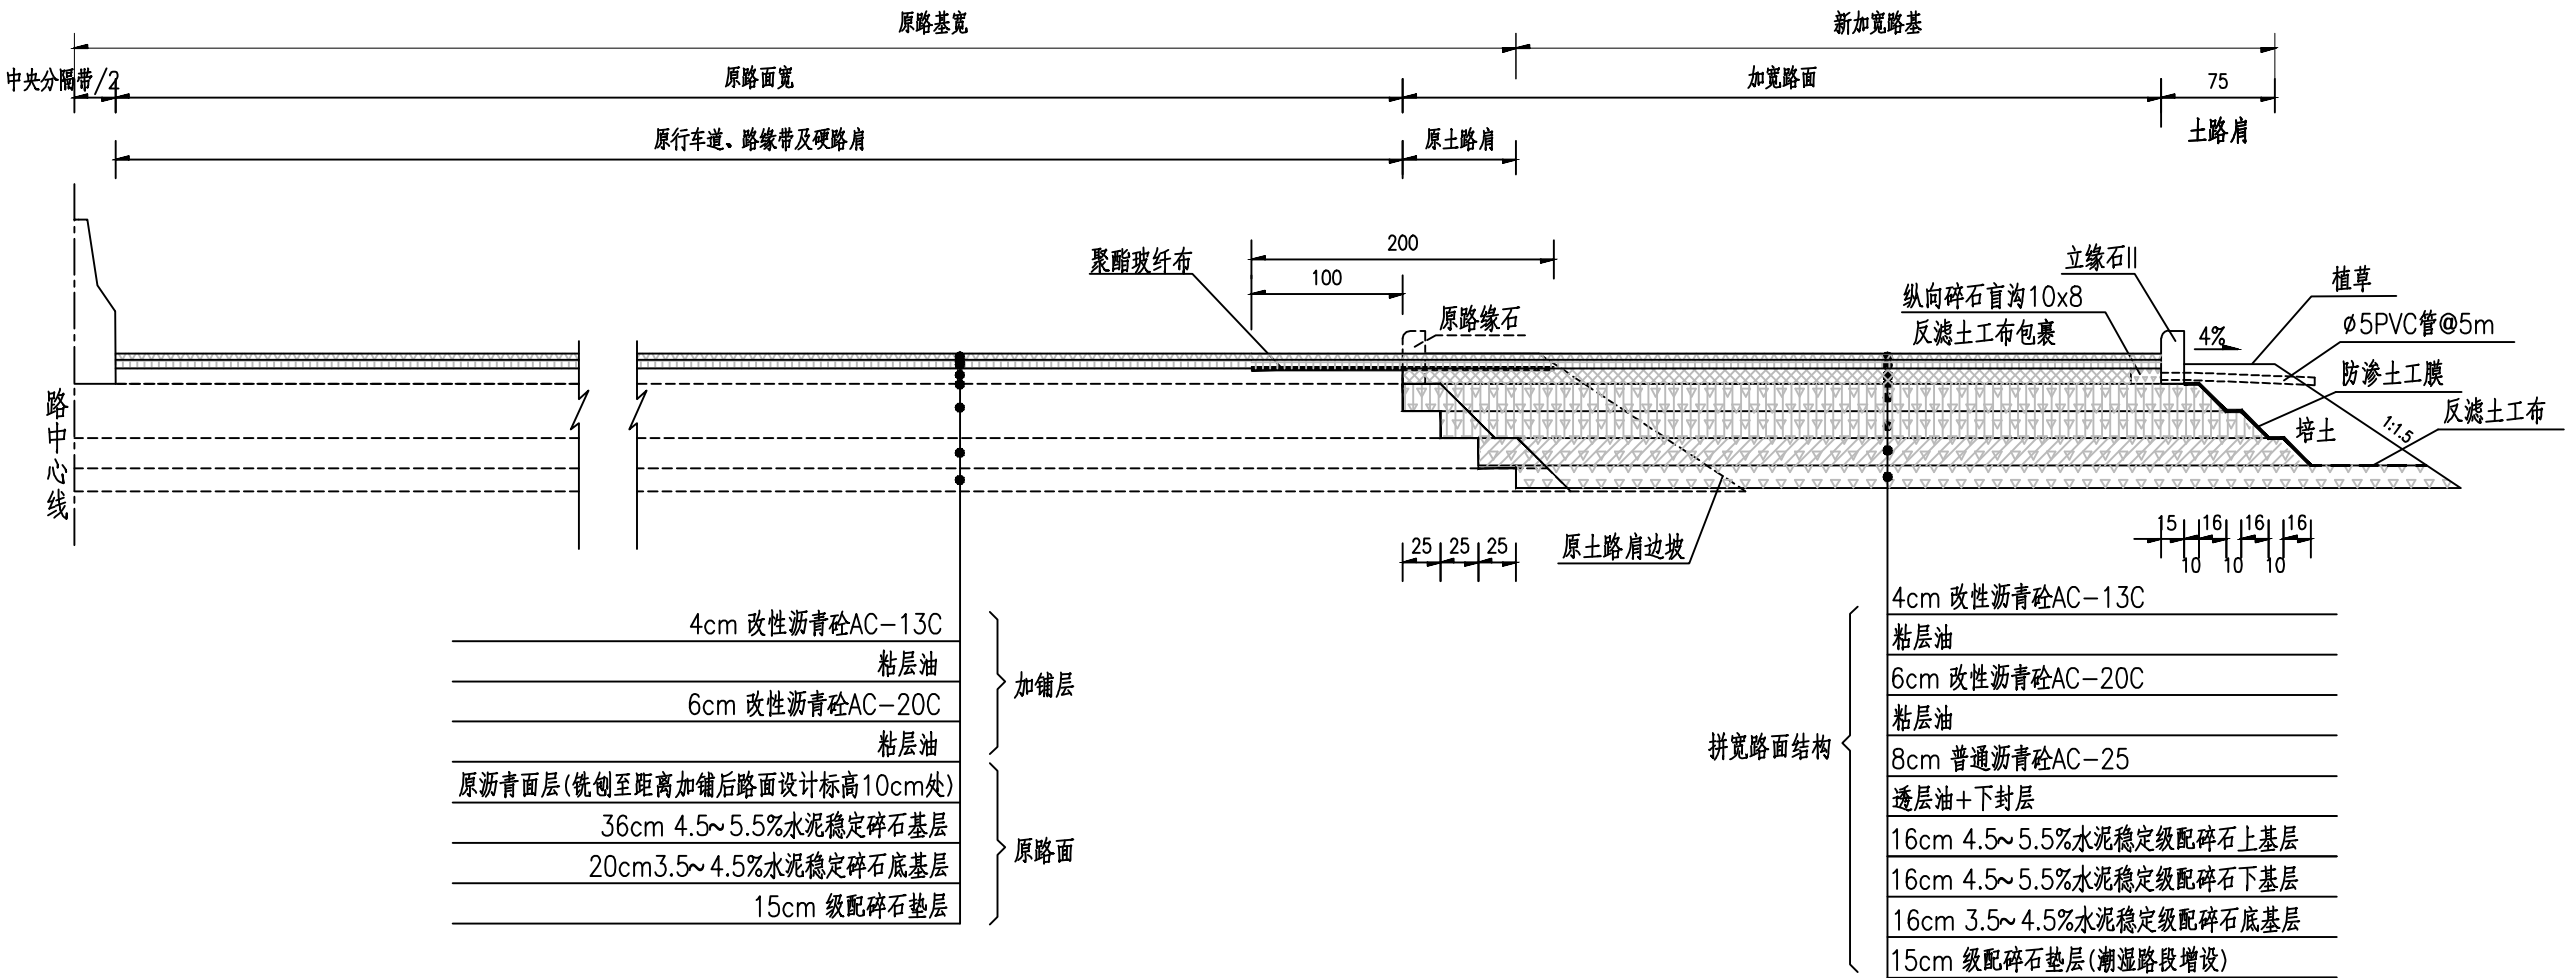 原路基宽
新加宽路基
中央分隔带/2
原路面宽
加宽路面
75
原行车道、路缘带及硬路肩
原土路肩
土路肩
200
聚酯玻纤布
100
立缘石II
植草
纵向碎石盲沟10x8
原路缘石
反滤土工布包裹
4%
ϕ5PVC管@5m
防渗土工膜
反滤土工布
路中心线
培土
1:1.5
25
25
25
原土路肩边坡
15
16
16
16
10
10
10
4cm 改性沥青砼AC-13C
粘层油
6cm 改性沥青砼AC-20C
粘层油
加铺层
原沥青面层(铣刨至距离加铺后路面设计标高10cm处)
36cm 4.5~5.5%水泥稳定碎石基层
20cm3.5~4.5%水泥稳定碎石底基层
15cm 级配碎石垫层
原路面
4cm 改性沥青砼AC-13C
粘层油
6cm 改性沥青砼AC-20C
粘层油
拼宽路面结构
8cm 普通沥青砼AC-25
透层油+下封层
16cm 4.5~5.5%水泥稳定级配碎石上基层
16cm 4.5~5.5%水泥稳定级配碎石下基层
16cm 3.5~4.5%水泥稳定级配碎石底基层
15cm 级配碎石垫层(潮湿路段增设)